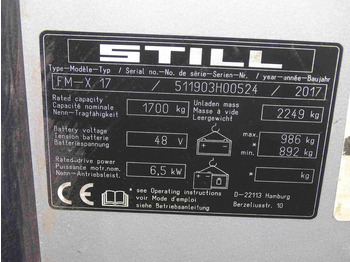 STILL
Type-Modèle-Typ / Serial no.-No. de série-Serien-Nr. / year-année-Baujahr
FM-X 17 / 511903H00524 / 2017
Rated capacity
Capacité nominale
Nenn-Tragfähigkeit
1700 kg
Unladen mass
Masse à vide
Leergewicht
2249 kg
Battery voltage
Tension batterie
Batteriespannung
48 V
max. * 986 kg
min. * 892 kg
Rated drive power
Puissance motr.nom.
Nenn-Antriebsleist.
6,5 kW
* kg
CE
* see Operating instructions
voir Mode d'emploi
siehe Betriebsanleitung
D-22113 Hamburg
Berzeliusstr. 10